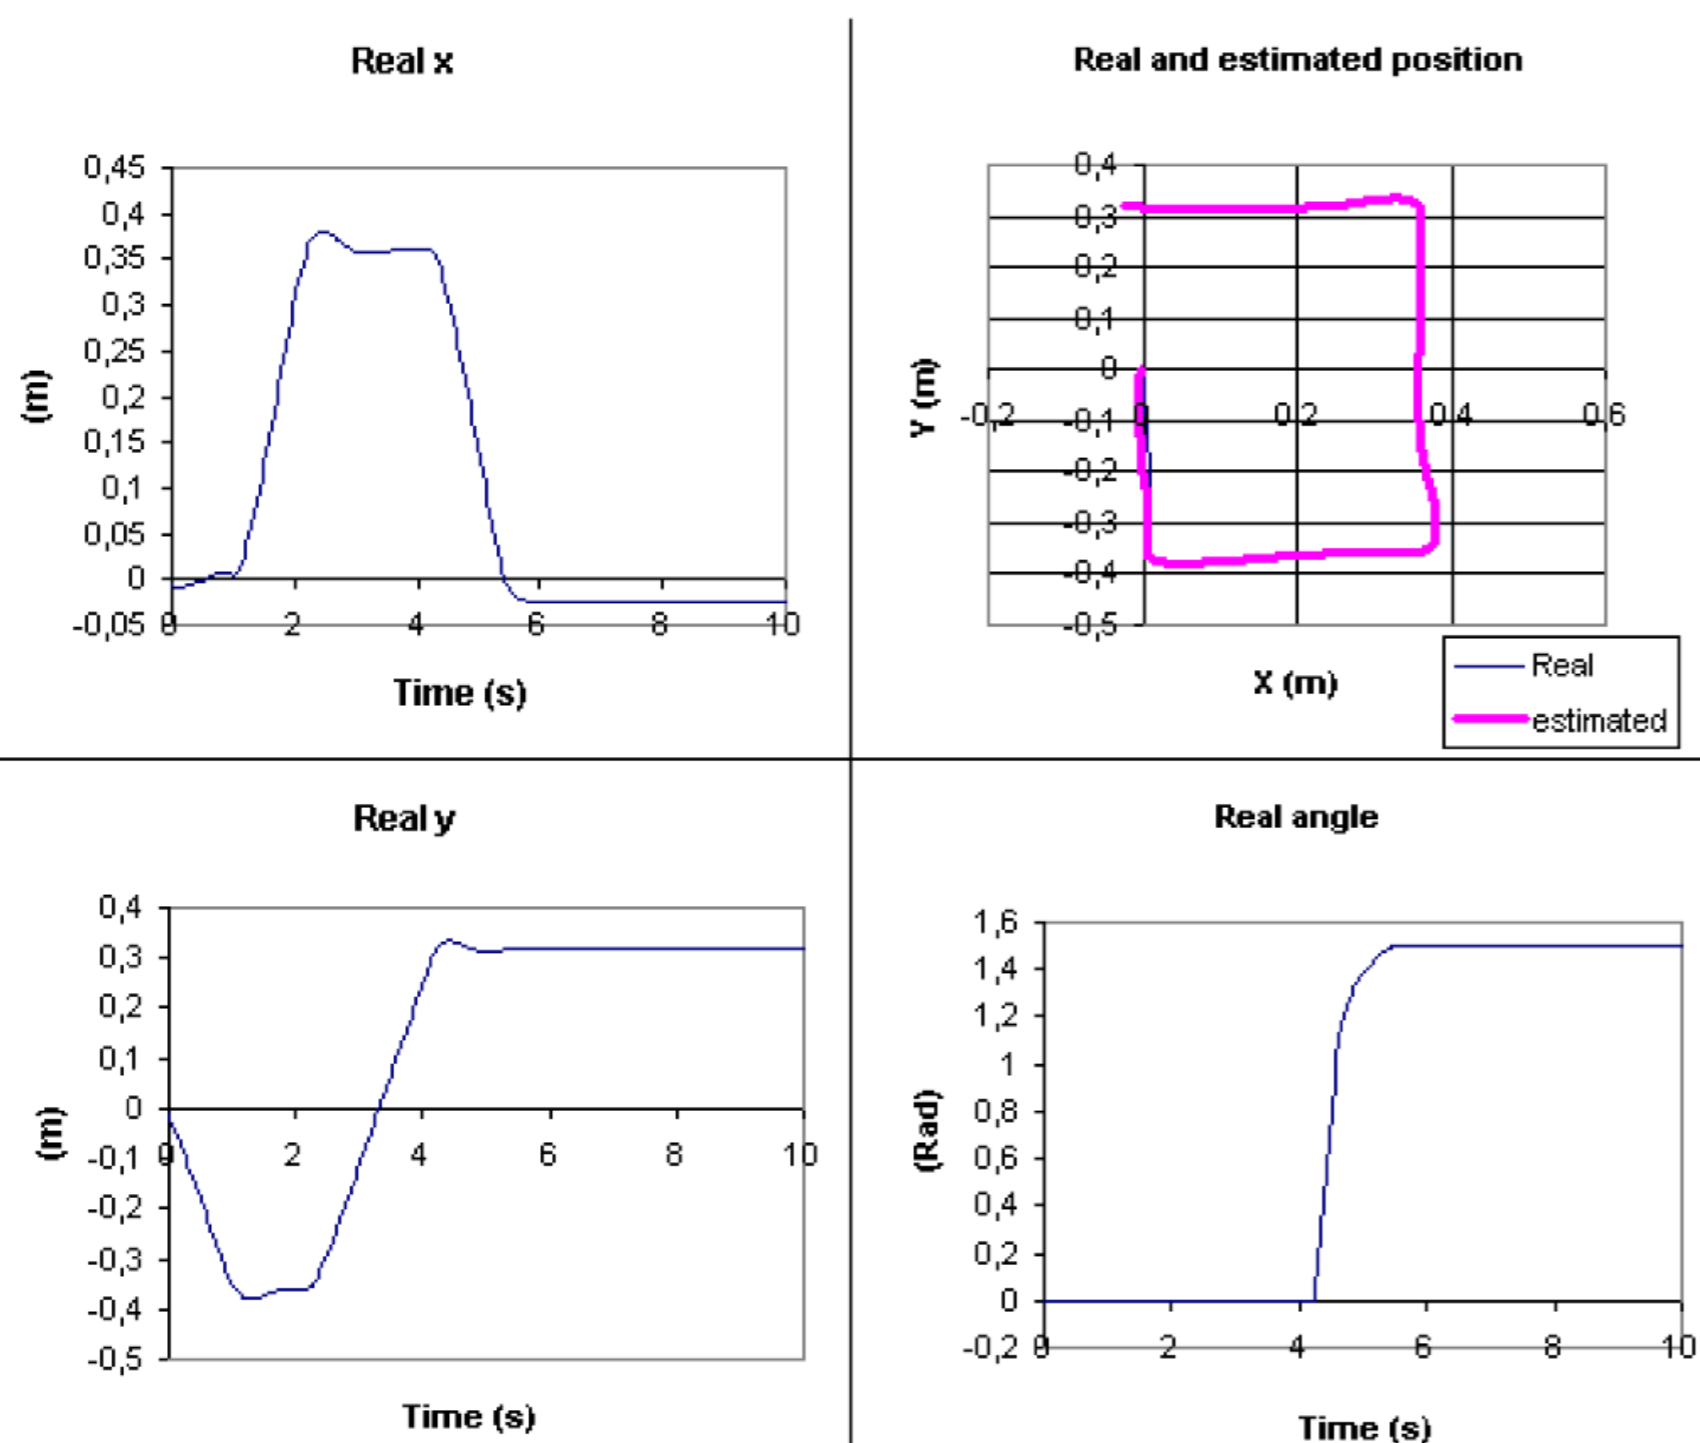 Real x
0,45
0,4
0,35
0,3
0,25
0,2
0,15
0,1
0,05
0
-0,05
(m)
0 2 4 6 8 10
Time (s)
Real and estimated position
0,4
0,3
0,2
0,1
0
-0,1
-0,2
-0,3
-0,4
-0,5
Y (m)
-0,2 0 0,2 0,4 0,6
X (m)
Real
estimated
Real y
0,4
0,3
0,2
0,1
0
-0,1
-0,2
-0,3
-0,4
-0,5
(m)
0 2 4 6 8 10
Time (s)
Real angle
1,6
1,4
1,2
1
0,8
0,6
0,4
0,2
0
-0,2
(Rad)
0 2 4 6 8 10
Time (s)